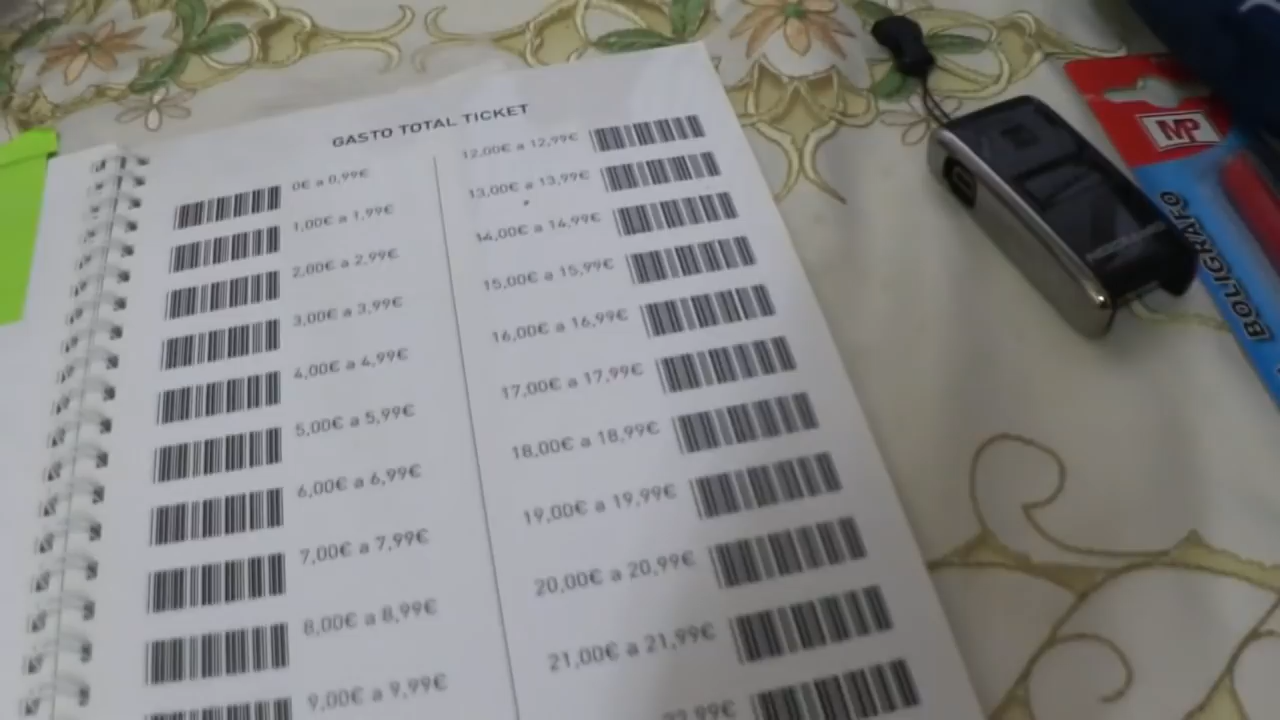 GASTO TOTAL TICKET
0€ a 0,99€
1,00€ a 1,99€
2,00€ a 2,99€
3,00€ a 3,99€
4,00€ a 4,99€
5,00€ a 5,99€
6,00€ a 6,99€
7,00€ a 7,99€
8,00€ a 8,99€
9,00€ a 9,99€
12,00€ a 12,99€
13,00€ a 13,99€
14,00€ a 14,99€
15,00€ a 15,99€
16,00€ a 16,99€
17,00€ a 17,99€
18,00€ a 18,99€
19,00€ a 19,99€
20,00€ a 20,99€
21,00€ a 21,99€
22,99€
MP
BOLIGRAFO